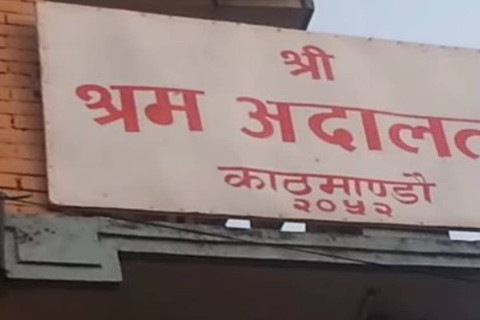 श्री
श्रम अदालत
काठमाण्डौ
२०५२